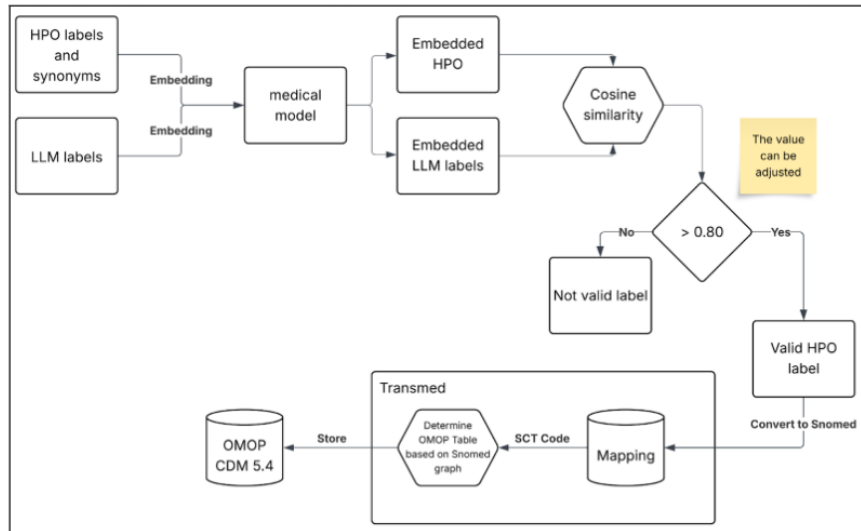 HPO labels
and
synonyms
Embedding
Embedding
LLM labels
medical
model
Embedded
HPO
Embedded
LLM labels
Cosine
similarity
The value
can be
adjusted
> 0.80
No
Yes
Not valid label
Valid HPO
label
Convert to Snomed
Transmed
Mapping
SCT Code
Determine
OMOP Table
based on Snomed
graph
Store
OMOP
CDM 5.4